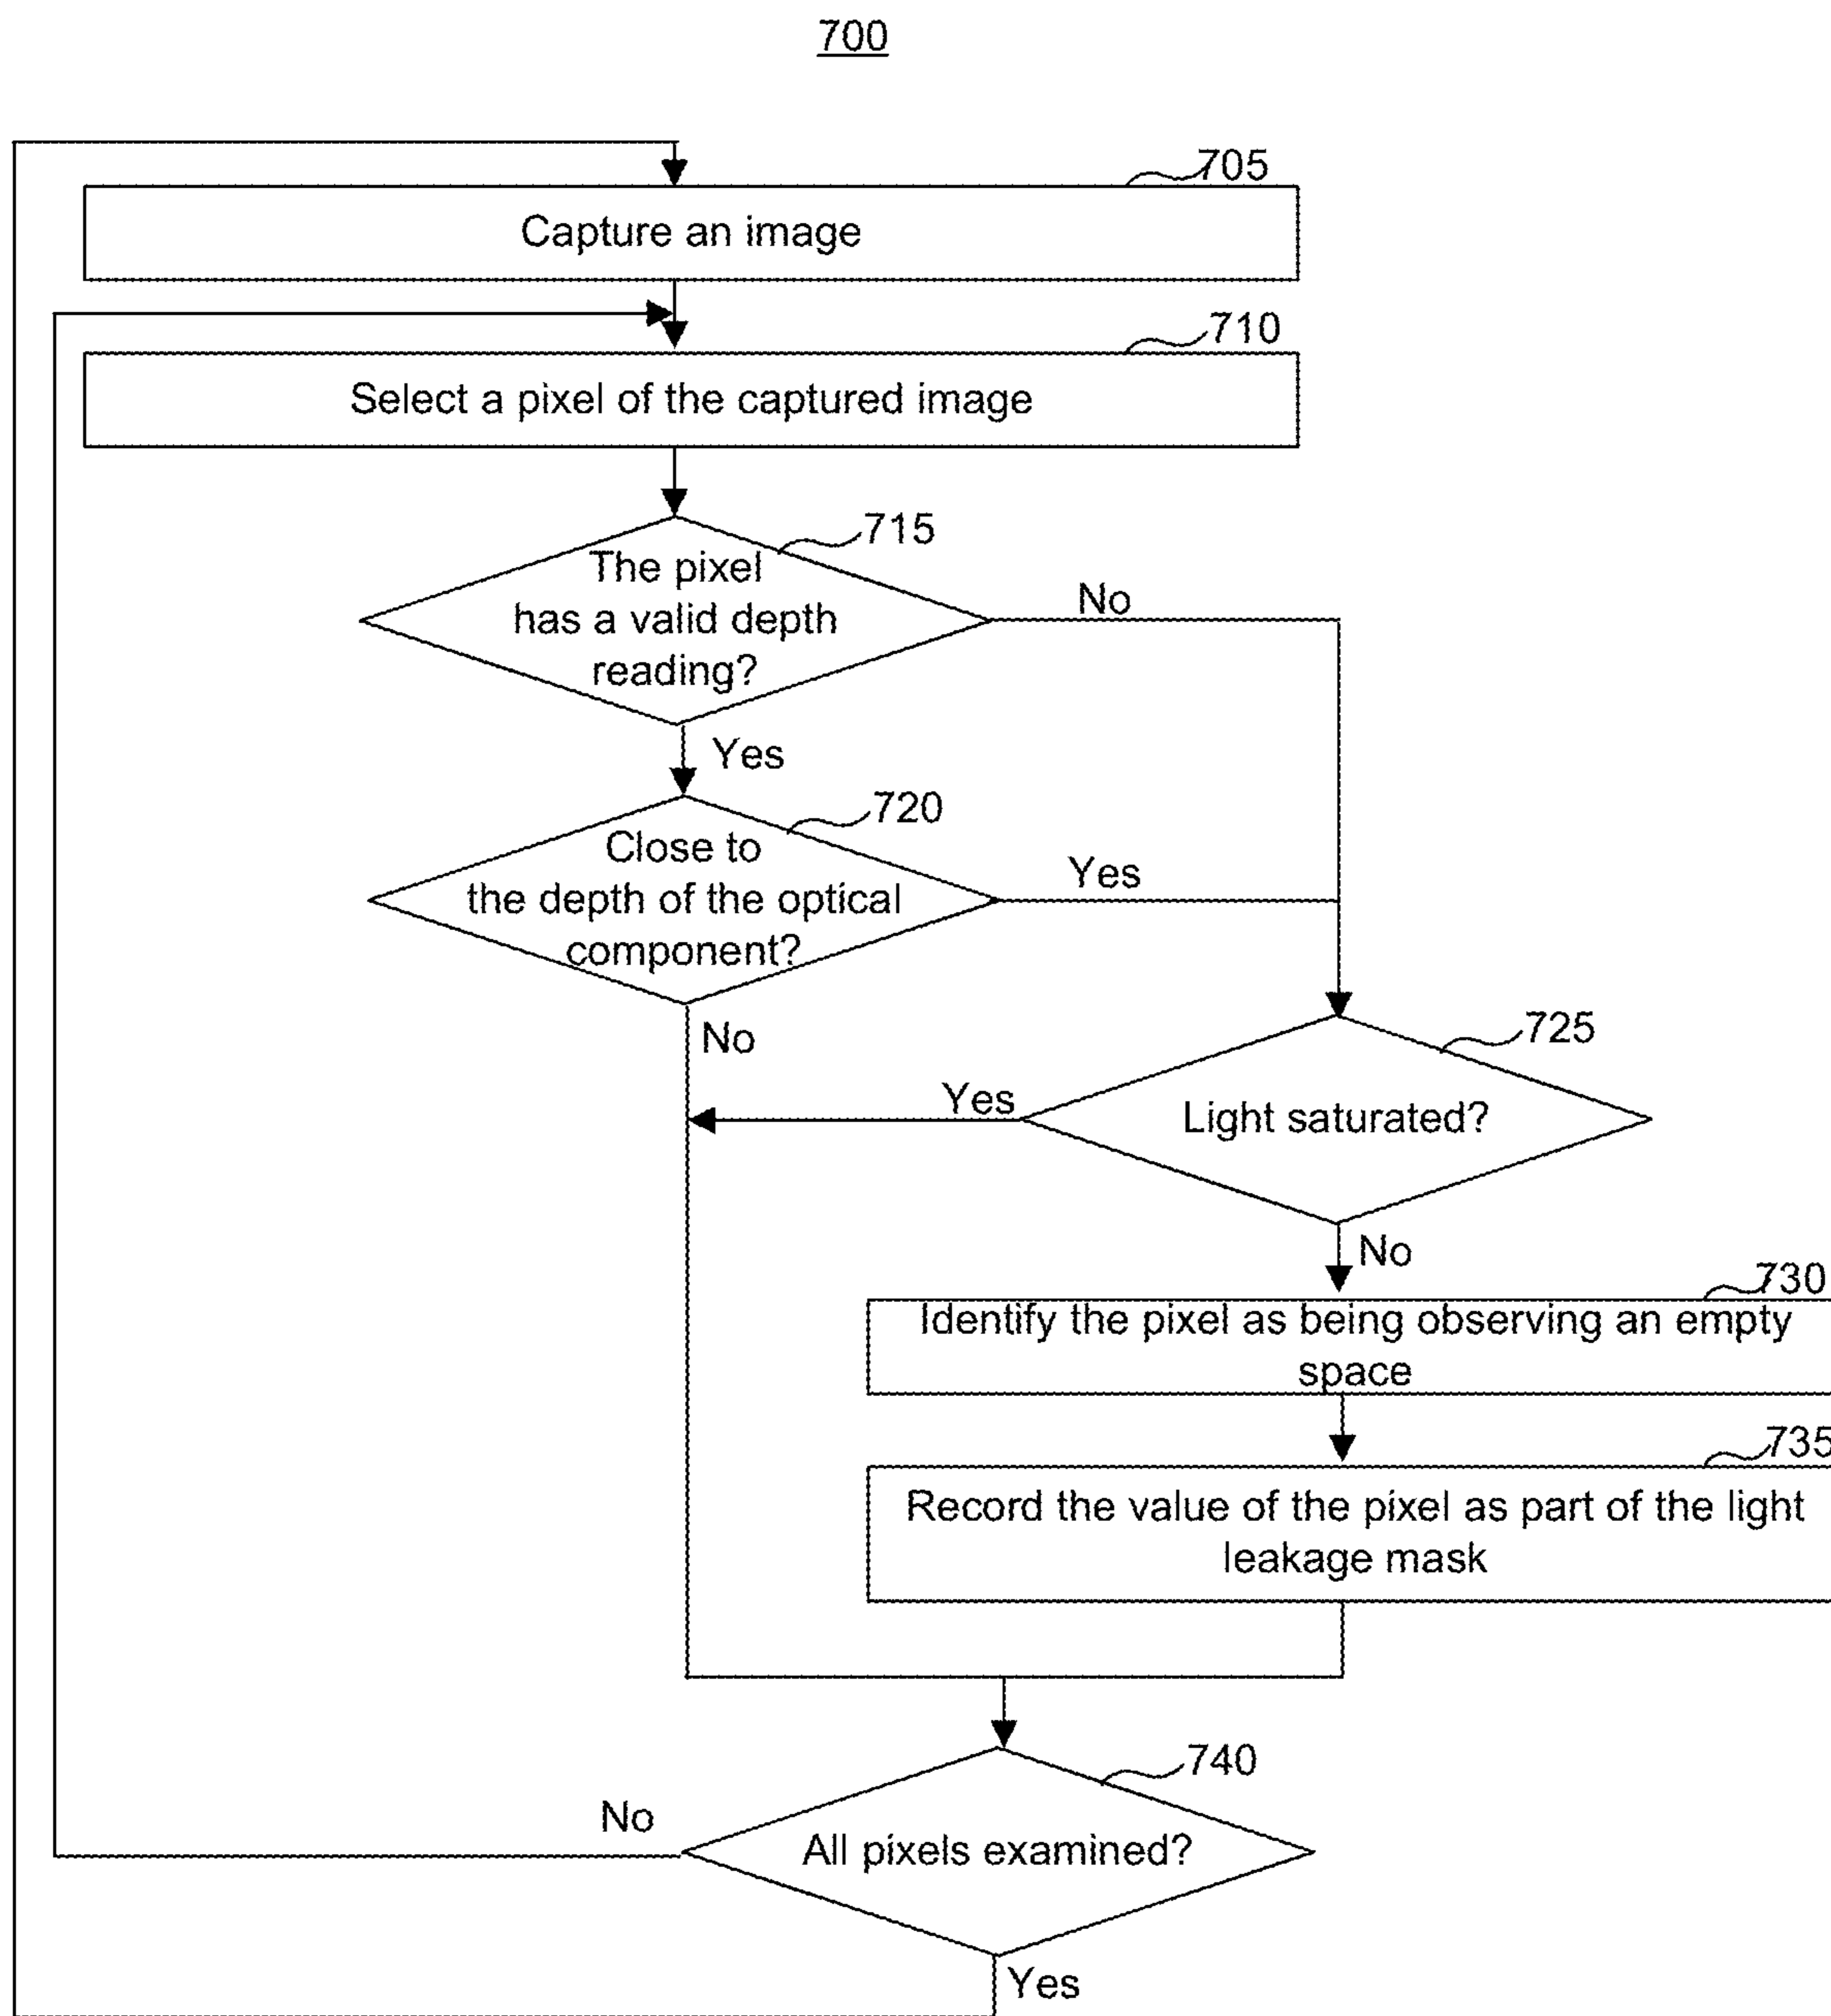 700
705
Capture an image
710
Select a pixel of the captured image
715
The pixel
has a valid depth
reading?
No
Yes
720
Close to
the depth of the optical
component?
Yes
No
725
Light saturated?
Yes
No
730
Identify the pixel as being observing an empty
space
735
Record the value of the pixel as part of the light
leakage mask
740
All pixels examined?
No
Yes